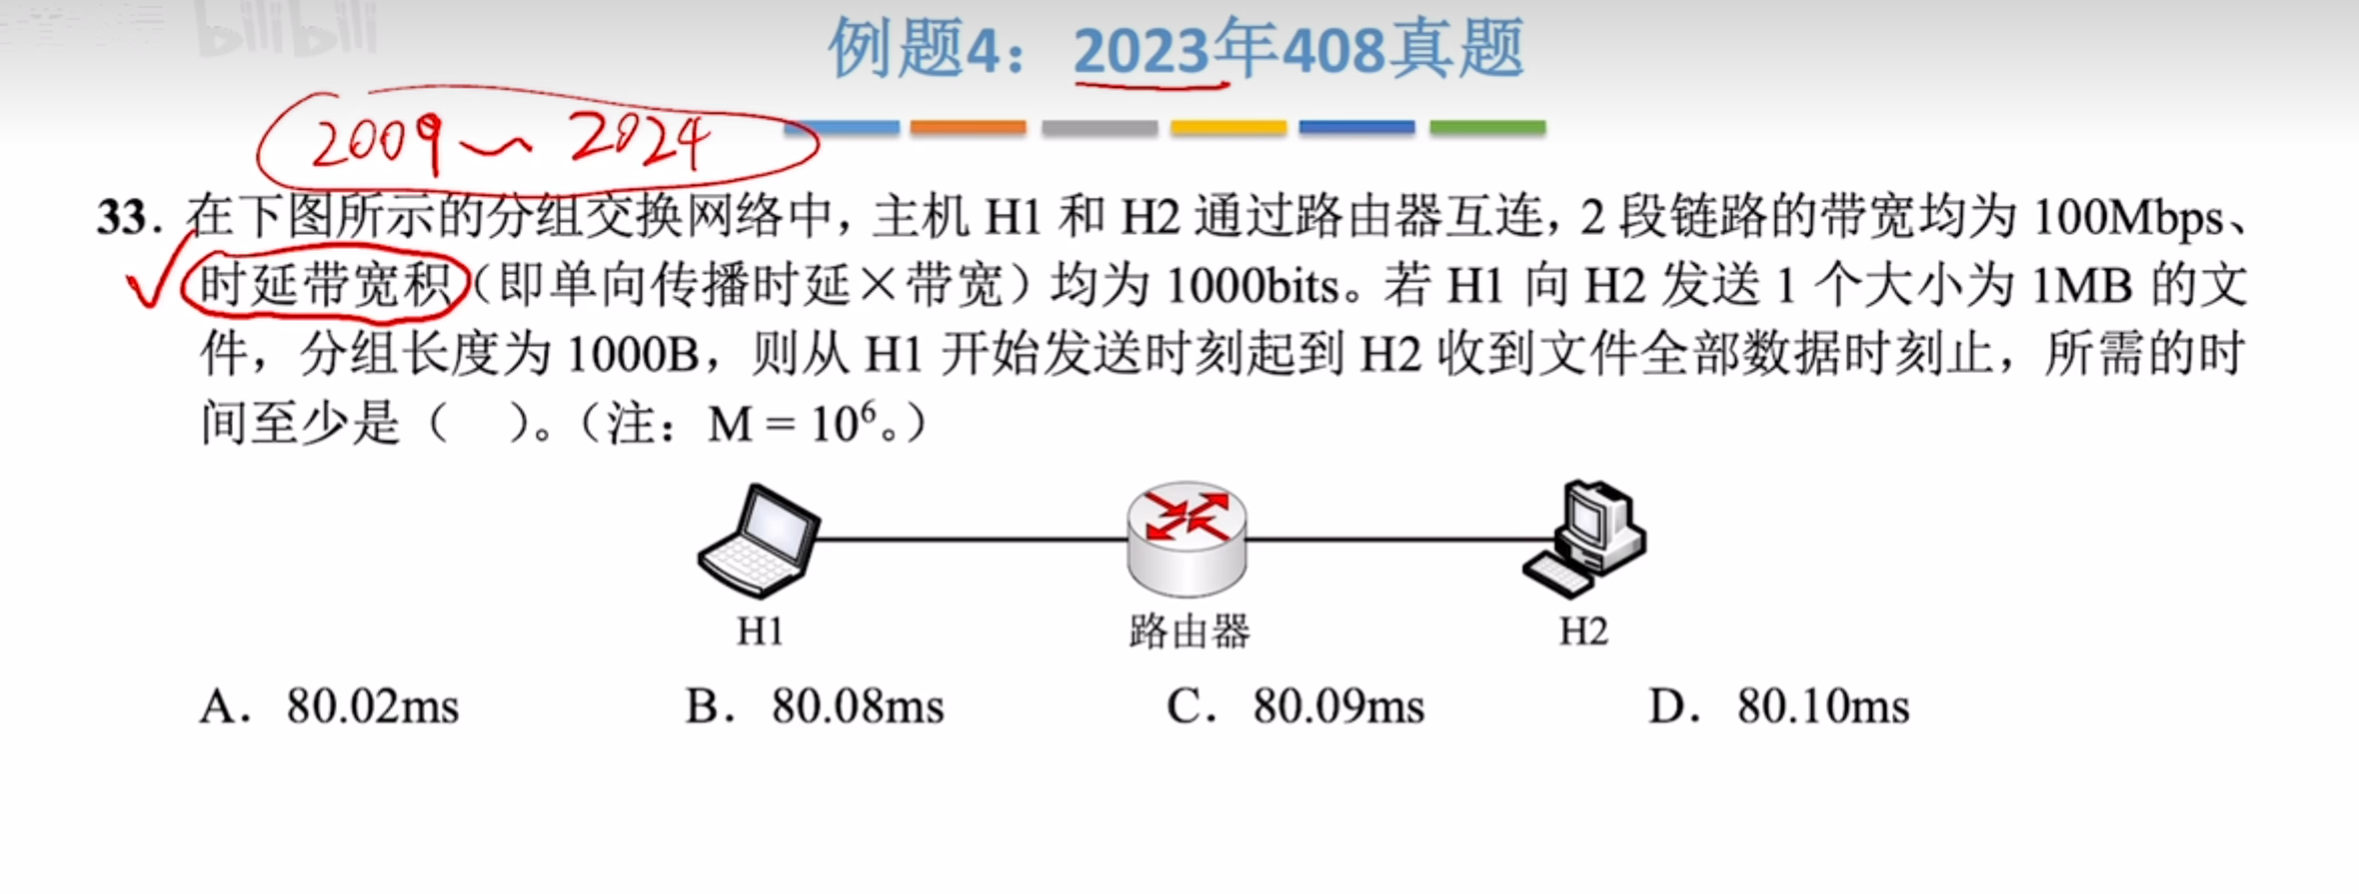 bilibili
例题4：2023年408真题
2009~2024
33. 在下图所示的分组交换网络中，主机 H1 和 H2 通过路由器互连，2 段链路的带宽均为 100Mbps、
时延带宽积（即单向传播时延×带宽）均为 1000bits。若 H1 向 H2 发送 1 个大小为 1MB 的文
件，分组长度为 1000B，则从 H1 开始发送时刻起到 H2 收到文件全部数据时刻止，所需的时
间至少是（ ）。（注：M = 10⁶。）
H1 路由器 H2
A. 80.02ms B. 80.08ms C. 80.09ms D. 80.10ms